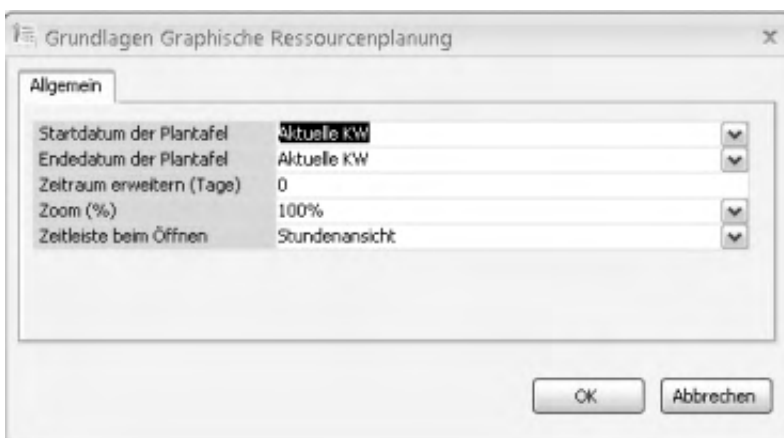 Grundlagen Graphische Ressourcenplanung
Allgemein
Startdatum der Plantafel Aktuelle KW
Endedatum der Plantafel Aktuelle KW
Zeitraum erweitern (Tage) 0
Zoom (%) 100%
Zeitleiste beim Öffnen Stundenansicht
OK Abbrechen